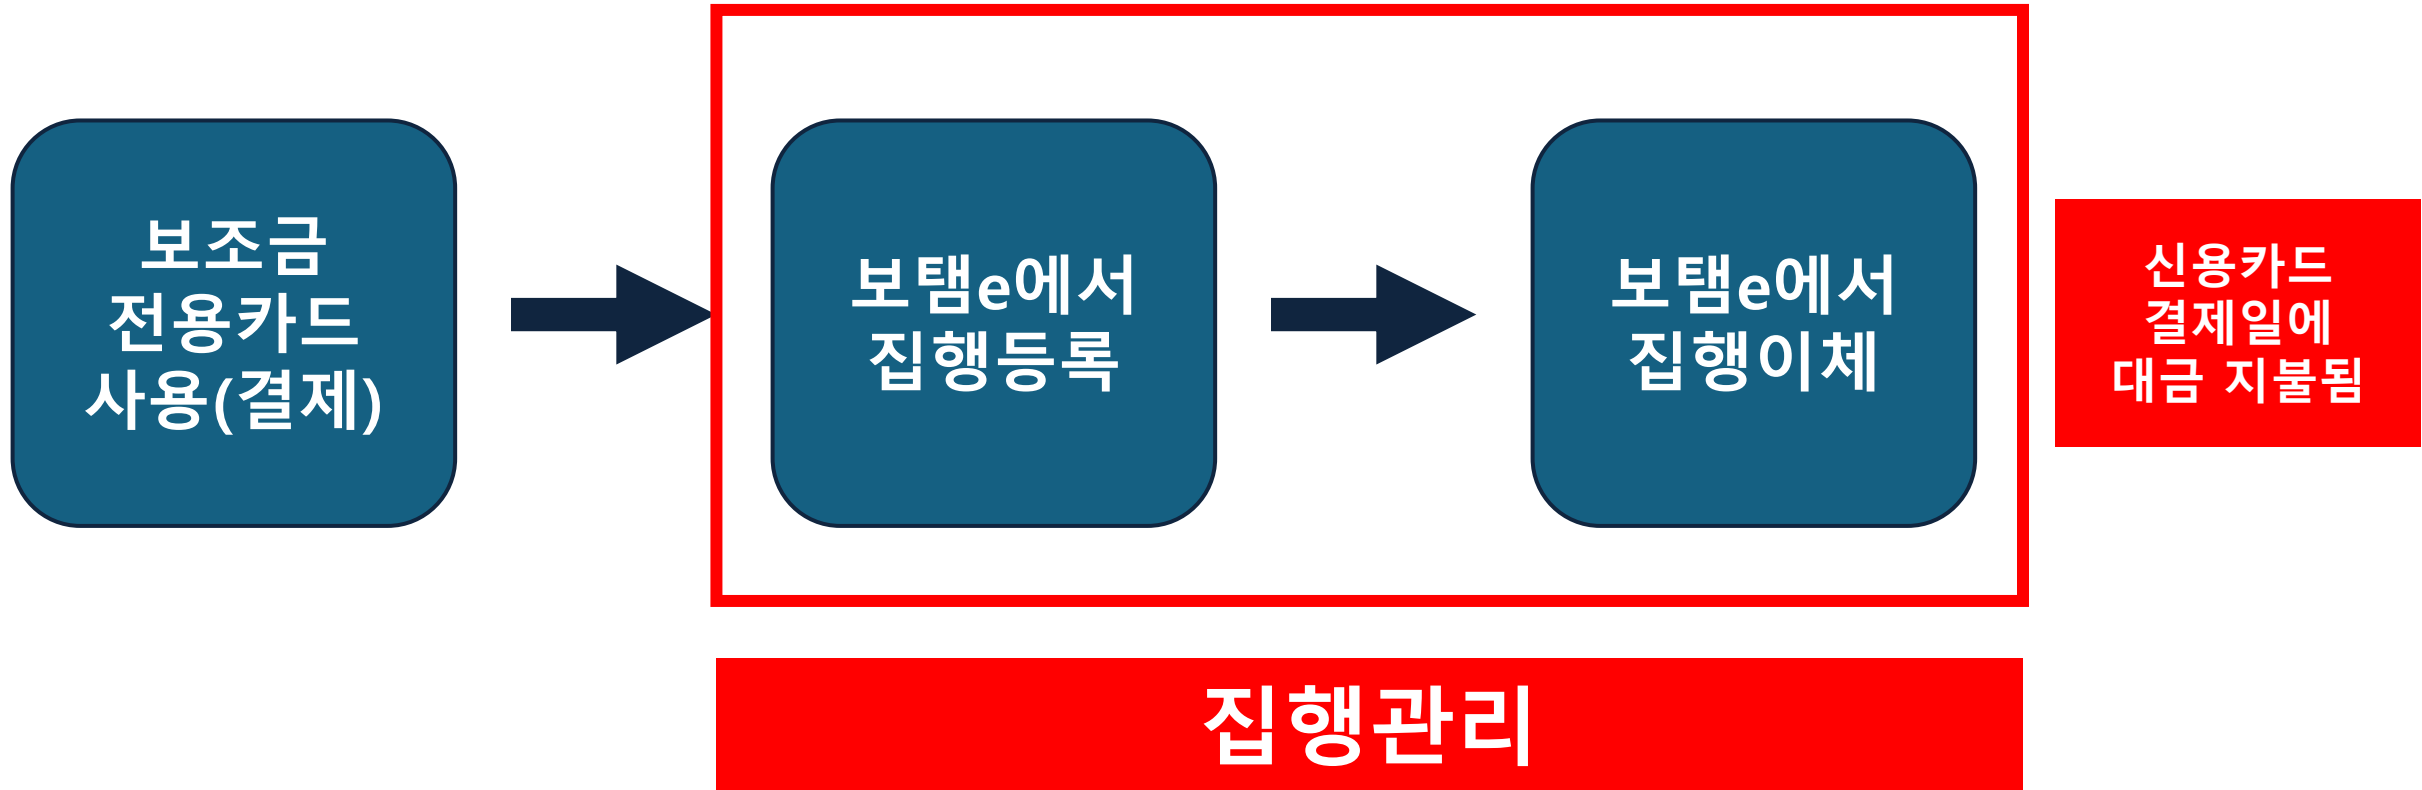 보조금
전용카드
사용(결제)
보탬e에서
집행등록
보탬e에서
집행이체
신용카드
결제일에
대금 지불됨
집행관리